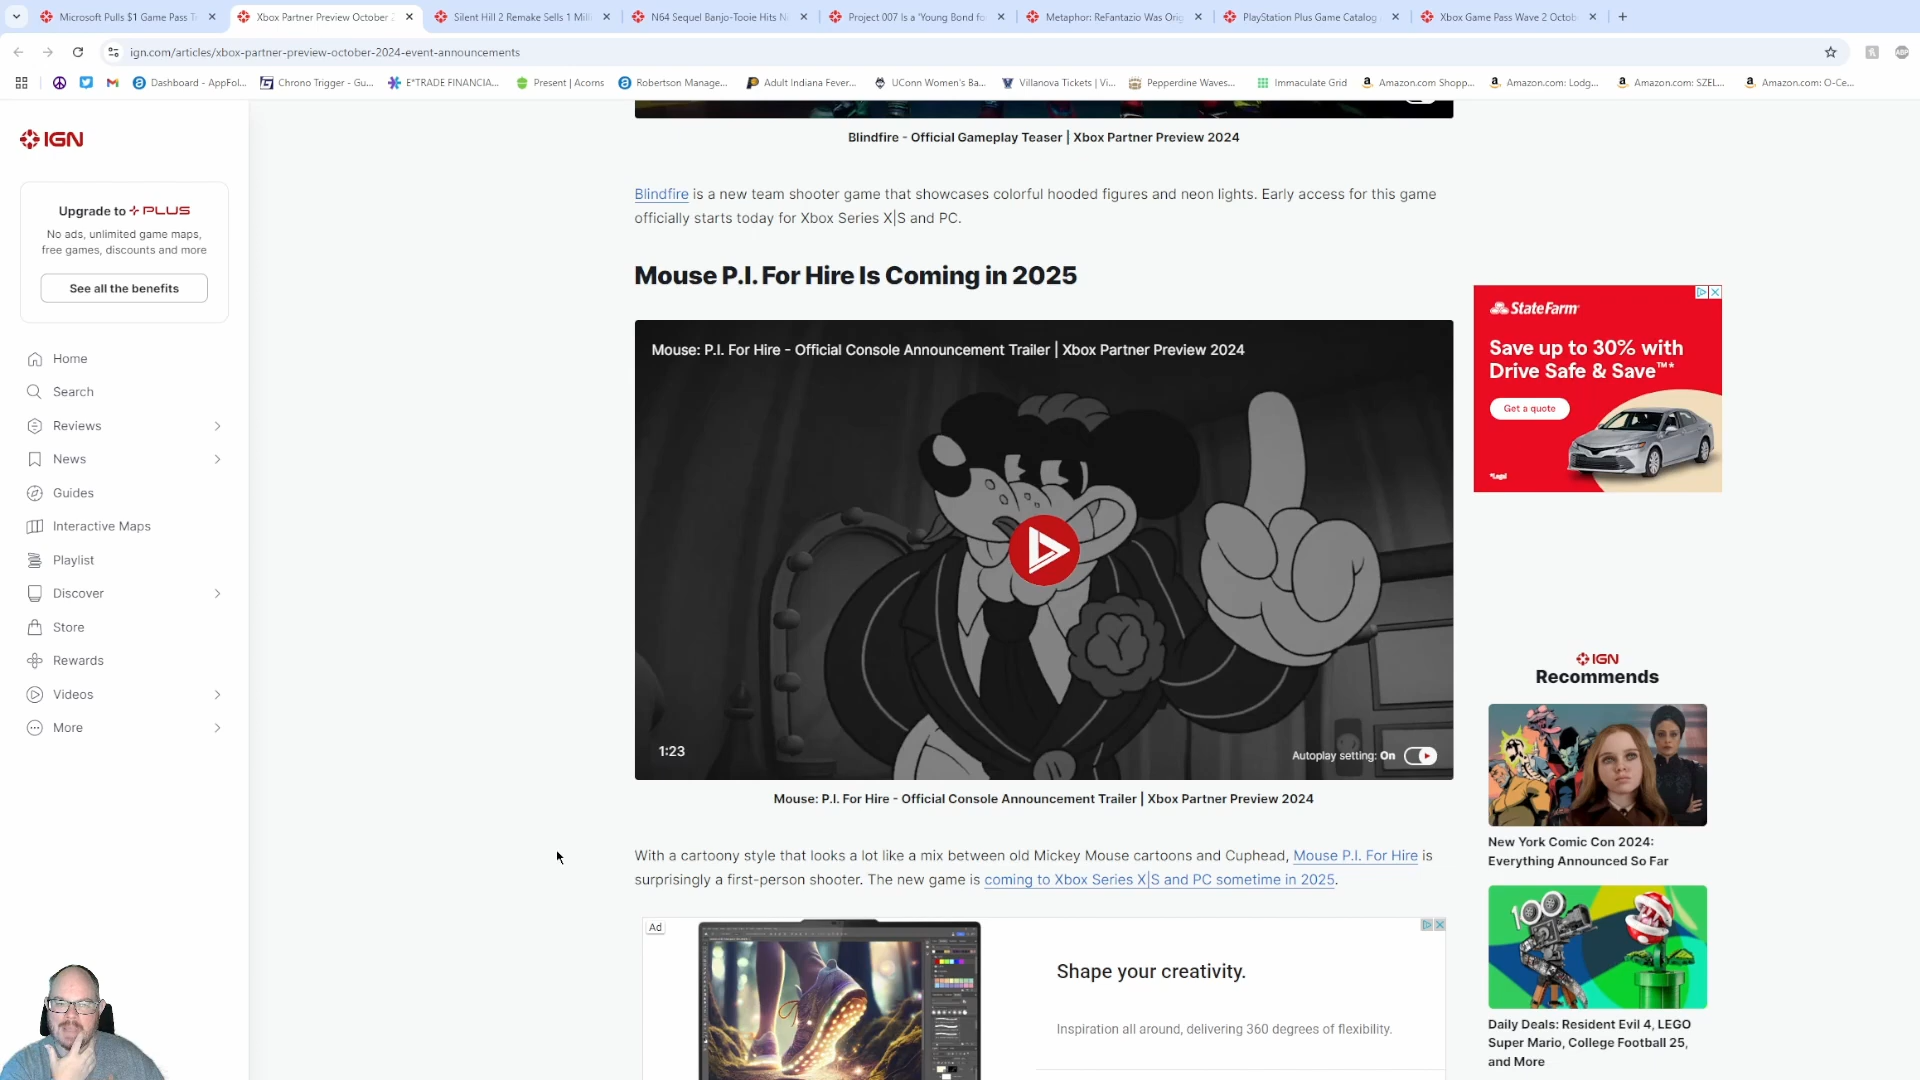 Microsoft Pulls $1 Game Pass T
Xbox Partner Preview October 2
Silent Hill 2 Remake Sells 1 Mill
N64 Sequel Banjo-Tooie Hits N
Project 007 Is a 'Young Bond fo
Metaphor: ReFantazio Was Orig
PlayStation Plus Game Catalog
Xbox Game Pass Wave 2 Octob
ign.com/articles/xbox-partner-preview-october-2024-event-announcements
Dashboard - AppFol...
Chrono Trigger - Gu...
E*TRADE FINANCIA...
Present | Acorns
Robertson Manage...
Adult Indiana Fever...
UConn Women's Ba...
Villanova Tickets | Vi...
Pepperdine Waves...
Immaculate Grid
Amazon.com Shopp...
Amazon.com: Lodg...
Amazon.com: SZEL...
Amazon.com: O-Ce...
IGN
Upgrade to PLUS
No ads, unlimited game maps,
free games, discounts and more
See all the benefits
Home
Search
Reviews
News
Guides
Interactive Maps
Playlist
Discover
Store
Rewards
Videos
More
Blindfire - Official Gameplay Teaser | Xbox Partner Preview 2024
Blindfire is a new team shooter game that showcases colorful hooded figures and neon lights. Early access for this game
officially starts today for Xbox Series X|S and PC.
Mouse P.I. For Hire Is Coming in 2025
Mouse: P.I. For Hire - Official Console Announcement Trailer | Xbox Partner Preview 2024
1:23
Autoplay setting: On
Mouse: P.I. For Hire - Official Console Announcement Trailer | Xbox Partner Preview 2024
With a cartoony style that looks a lot like a mix between old Mickey Mouse cartoons and Cuphead, Mouse P.I. For Hire is
surprisingly a first-person shooter. The new game is coming to Xbox Series X|S and PC sometime in 2025.
Ad
Shape your creativity.
Inspiration all around, delivering 360 degrees of flexibility.
StateFarm
Save up to 30% with
Drive Safe & Save™*
Get a quote
*Legal
IGN
Recommends
New York Comic Con 2024:
Everything Announced So Far
Daily Deals: Resident Evil 4, LEGO
Super Mario, College Football 25,
and More